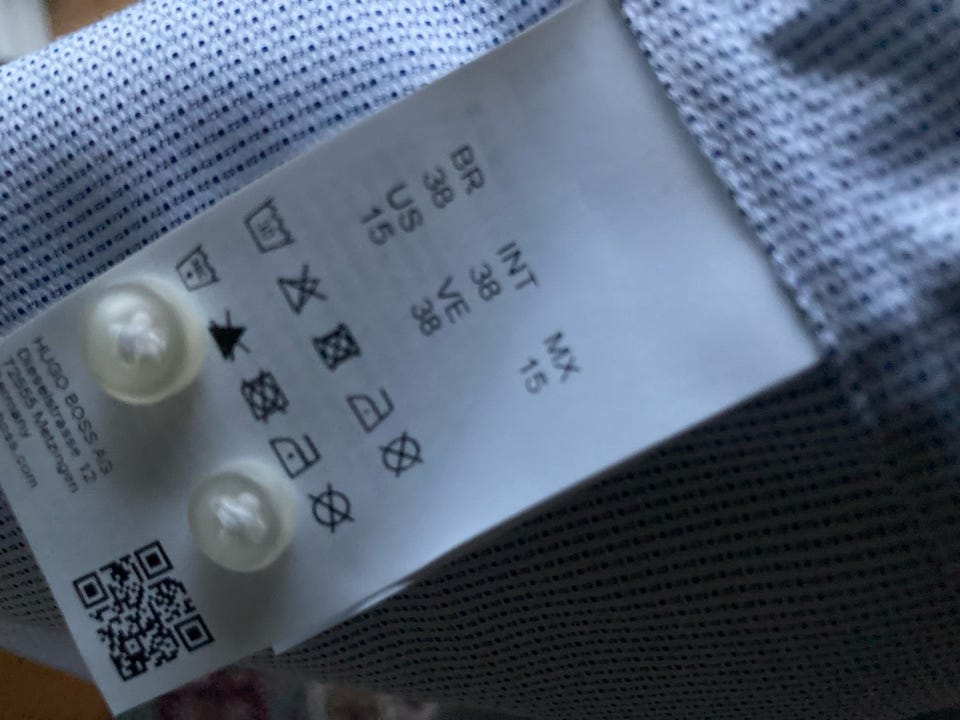 BR INT MX
38 38 15
US VE
15 38
HUGO BOSS AG
Dieselstrasse 12
72555 Metzingen